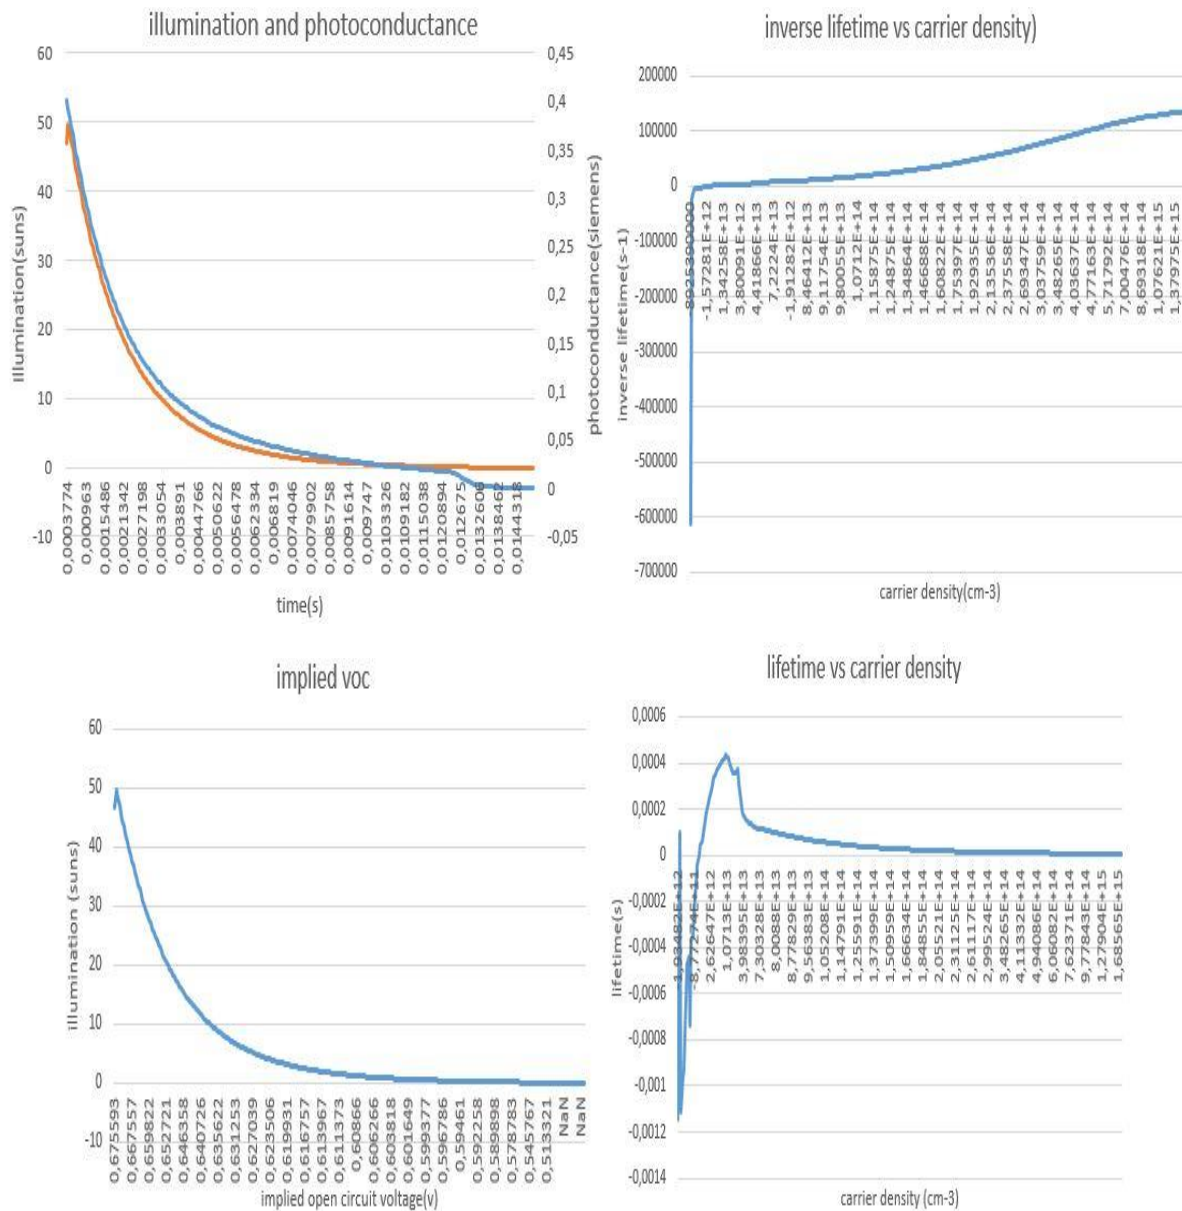 illumination and photoconductance
60
50
40
30
20
10
0
-10
0,45
0,4
0,35
0,3
0,25
0,2
0,15
0,1
0,05
0
-0,05
Illumination(suns)
photoconductance(siemens)
0,0003774
0,000963
0,0015486
0,0021342
0,0027198
0,0033054
0,0038911
0,0044766
0,0050622
0,0056478
0,0062334
0,006819
0,0074046
0,0079902
0,0085758
0,0091614
0,009747
0,0103326
0,0109182
0,0115038
0,0120894
0,012675
0,0132606
0,0138462
0,0144318
time(s)
inverse lifetime vs carrier density)
200000
100000
0
-100000
-200000
-300000
-400000
-500000
-600000
-700000
inverse lifetime(s-1)
-1,57281E+12
1,34258E+13
3,80091E+12
4,41866E+13
7,2224E+13
-1,91282E+12
8,46412E+13
9,11754E+13
9,80055E+13
1,0712E+14
1,15875E+14
1,24875E+14
1,34864E+14
1,46688E+14
1,60822E+14
1,75397E+14
1,92935E+14
2,13536E+14
2,37558E+14
2,69347E+14
3,03759E+14
3,48265E+14
4,03637E+14
4,77163E+14
5,71792E+14
7,00476E+14
8,69318E+14
1,07621E+15
1,37975E+15
carrier density(cm-3)
implied voc
60
50
40
30
20
10
0
-10
illumination (suns)
0,675593
0,667557
0,659822
0,652721
0,646358
0,640726
0,635622
0,631253
0,627039
0,623506
0,619931
0,616757
0,613967
0,611373
0,60866
0,606266
0,603818
0,601649
0,599377
0,596786
0,59461
0,592258
0,589898
0,578783
0,545767
0,513321
NaN
NaN
implied open circuit voltage(v)
lifetime vs carrier density
0,0006
0,0004
0,0002
0
-0,0002
-0,0004
-0,0006
-0,0008
-0,001
-0,0012
-0,0014
lifetime(s)
2,62647E+12
1,0713E+13
3,98395E+13
7,30328E+13
8,0088E+13
8,77829E+13
9,56383E+13
1,05208E+14
1,14791E+14
1,25591E+14
1,37399E+14
1,50959E+14
1,66634E+14
1,84855E+14
2,05521E+14
2,31125E+14
2,61117E+14
2,99524E+14
3,48265E+14
4,11332E+14
4,94086E+14
6,06082E+14
7,62371E+14
9,77843E+14
1,27904E+15
1,68565E+15
carrier density (cm-3)